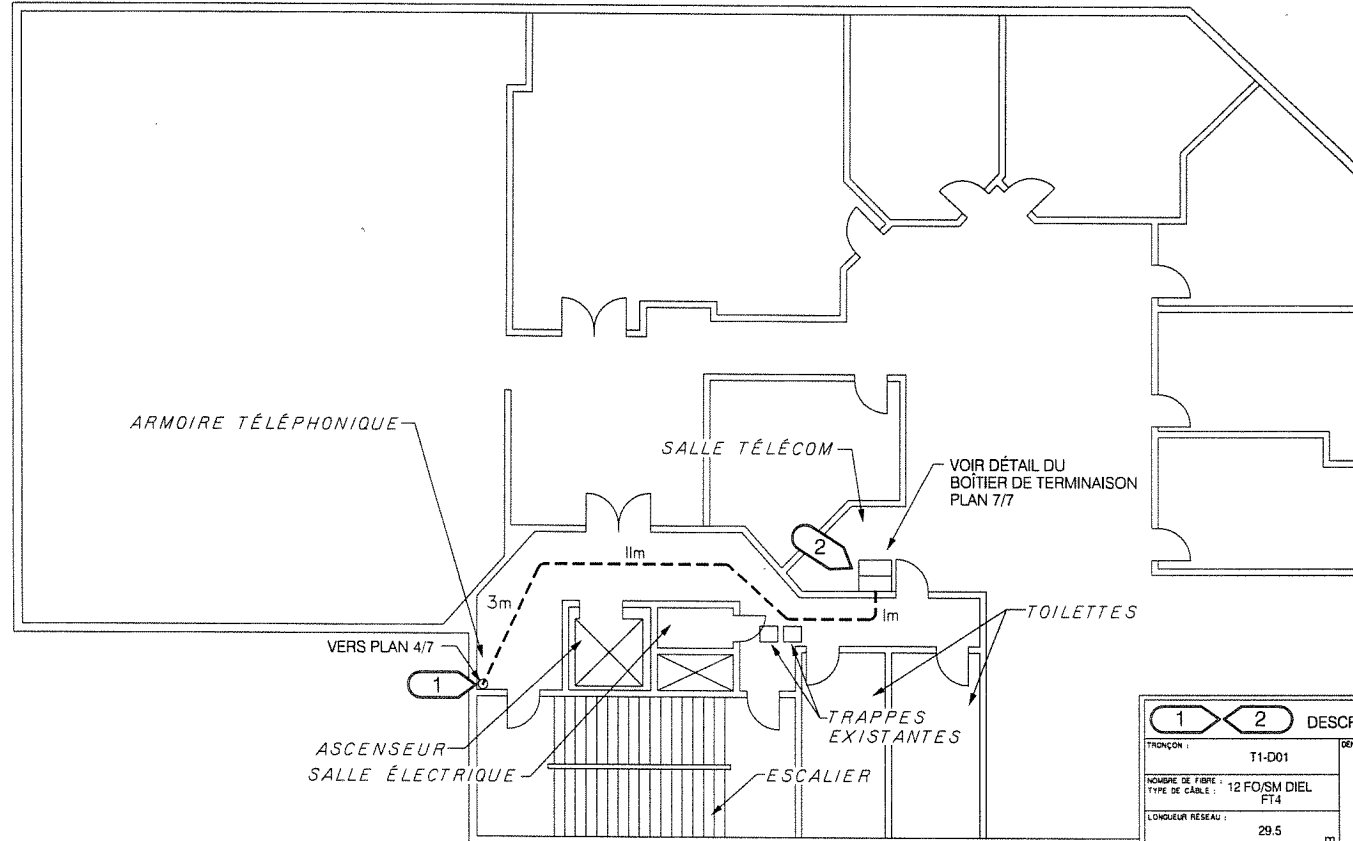 ARMOIRE TÉLÉPHONIQUE
SALLE TÉLÉCOM
VOIR DÉTAIL DU
BOÎTIER DE TERMINAISON
PLAN 7/7
2
11m
3m
1m
TOILETTES
VERS PLAN 4/7
1
TRAPPES
EXISTANTES
ASCENSEUR
SALLE ÉLECTRIQUE
ESCALIER
1 2 DESCR
TRONÇON :
T1-D01
NOMBRE DE FIBRE :
TYPE DE CÂBLE : 12 FO/SM DIEL
FT4
LONGUEUR RÉSEAU :
29.5 m